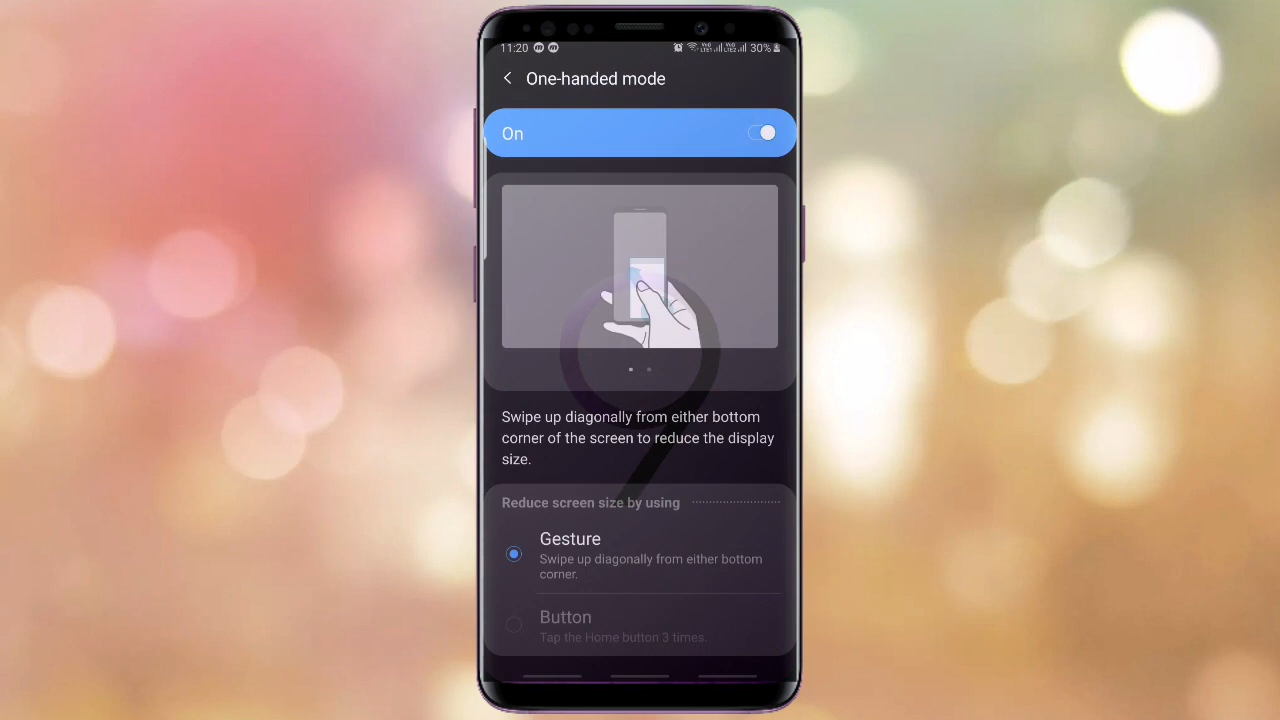 11:20
30%
One-handed mode
On
Swipe up diagonally from either bottom
corner of the screen to reduce the display
size.
Reduce screen size by using
Gesture
Swipe up diagonally from either bottom
corner.
Button
Tap the Home button 3 times.